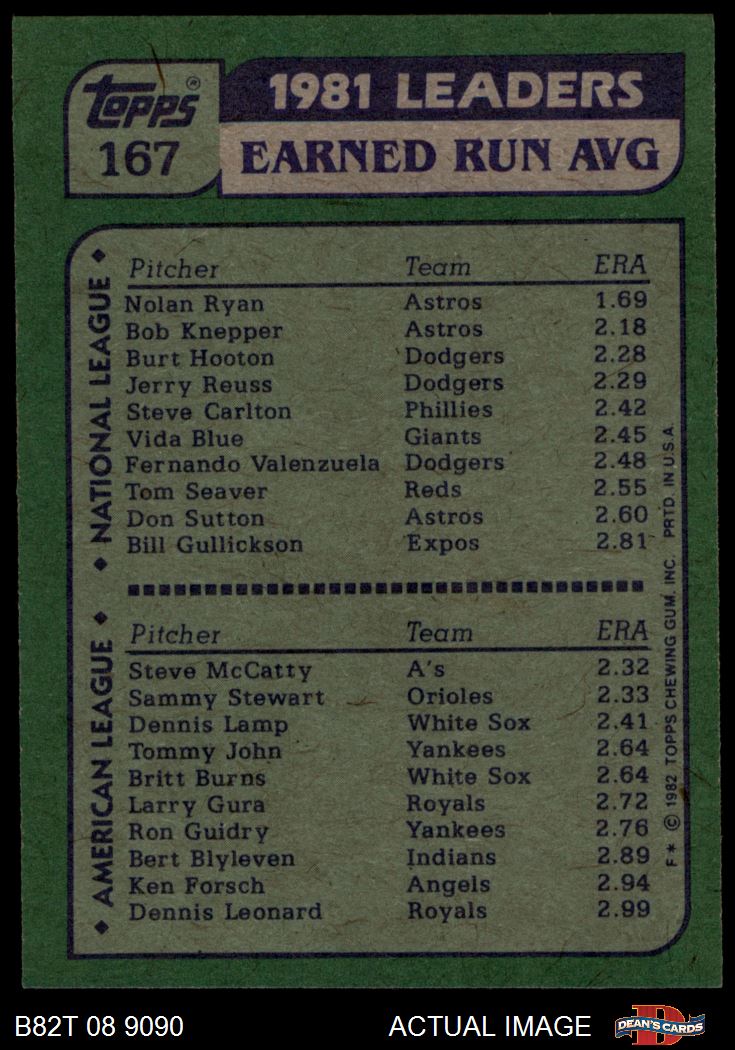 topps®
167
1981 LEADERS
EARNED RUN AVG
◆ NATIONAL LEAGUE ◆
Pitcher Team ERA
Nolan Ryan Astros 1.69
Bob Knepper Astros 2.18
Burt Hooton Dodgers 2.28
Jerry Reuss Dodgers 2.29
Steve Carlton Phillies 2.42
Vida Blue Giants 2.45
Fernando Valenzuela Dodgers 2.48
Tom Seaver Reds 2.55
Don Sutton Astros 2.60
Bill Gullickson Expos 2.81
◆ AMERICAN LEAGUE ◆
Pitcher Team ERA
Steve McCatty A's 2.32
Sammy Stewart Orioles 2.33
Dennis Lamp White Sox 2.41
Tommy John Yankees 2.64
Britt Burns White Sox 2.64
Larry Gura Royals 2.72
Ron Guidry Yankees 2.76
Bert Blyleven Indians 2.89
Ken Forsch Angels 2.94
Dennis Leonard Royals 2.99
F* © 1982 TOPPS CHEWING GUM, INC. PRTD. IN U.S.A.
B82T 08 9090 ACTUAL IMAGE
D
DEAN'S CARDS